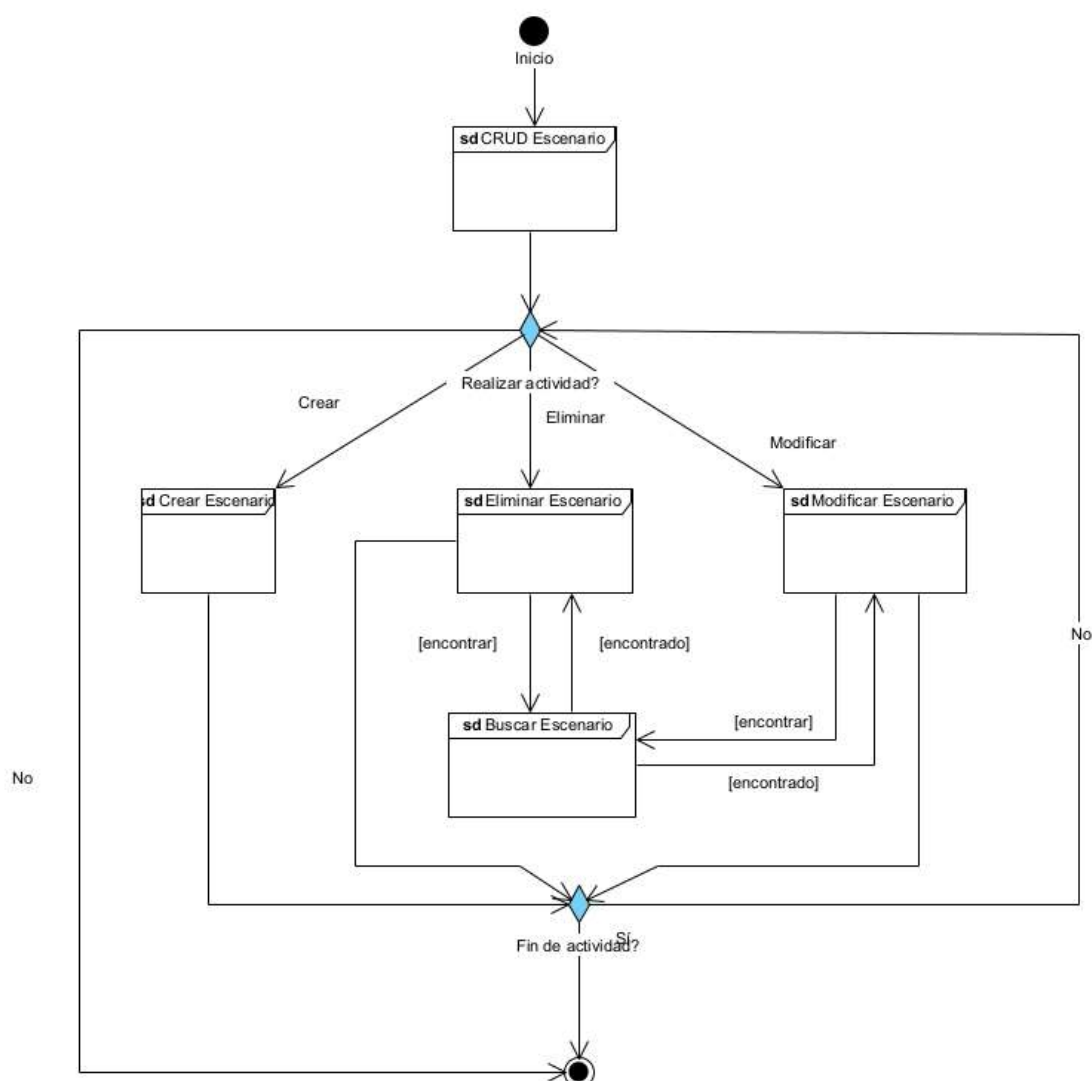 Inicio
sd CRUD Escenario
Realizar actividad?
Crear
Eliminar
Modificar
sd Crear Escenario
sd Eliminar Escenario
sd Modificar Escenario
No
[encontrar]
[encontrado]
sd Buscar Escenario
[encontrar]
[encontrado]
No
Sí
Fin de actividad?